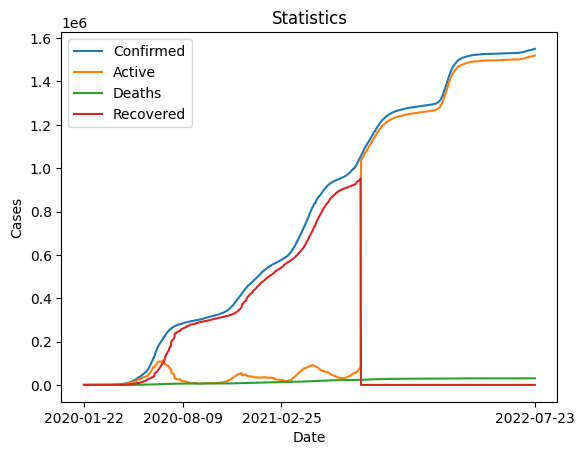 Statistics
1e6
Confirmed
Active
Deaths
Recovered
1.6
1.4
1.2
1.0
0.8
0.6
0.4
0.2
0.0
Cases
2020-01-22 2020-08-09 2021-02-25 2022-07-23
Date